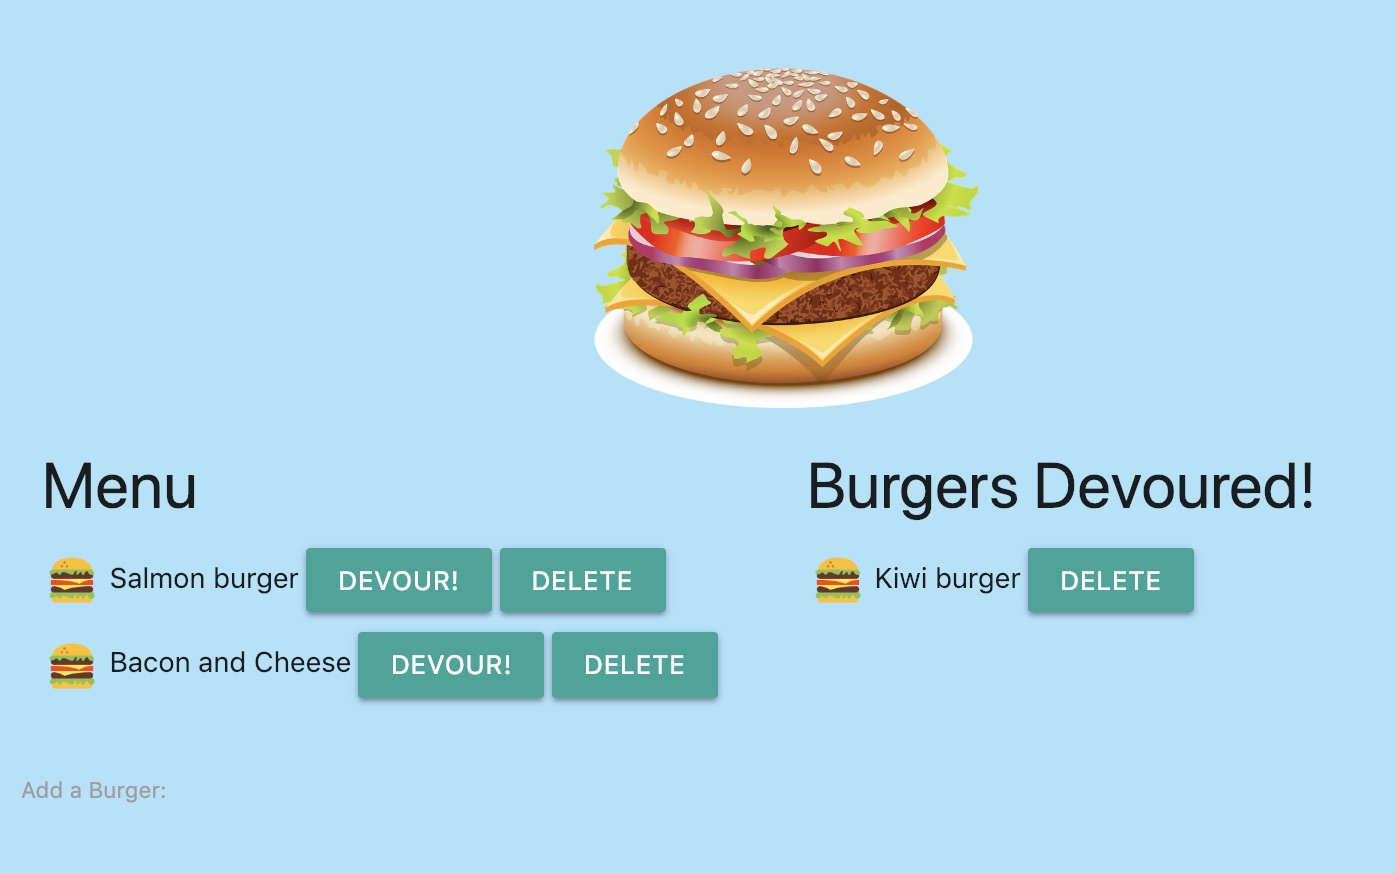 Menu
Burgers Devoured!
Salmon burger DEVOUR! DELETE
Kiwi burger DELETE
Bacon and Cheese DEVOUR! DELETE
Add a Burger: